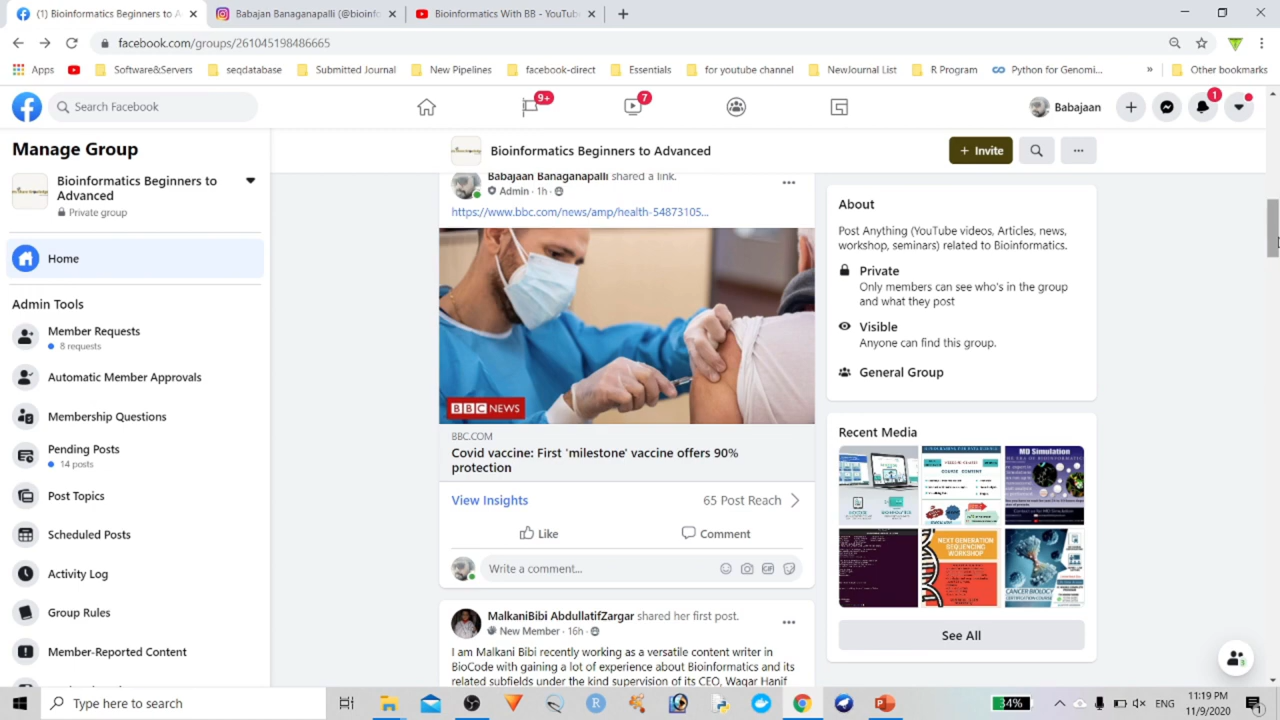 (1) Bioinformatics Beginners to A
Babajan Banaganapalli (@bioinfo
Bioinformatics With BB - YouTube
facebook.com/groups/261045198486665
Apps
Software&Servers
seqdatabase
Submitted Journal
New Pipelines
facebook-direct
Essentials
for youtube channel
NewJournal List
R Program
Python for Genomi...
»
Other bookmarks
Search Facebook
9+
7
Babajaan
1
Manage Group
Bioinformatics Beginners to
Advanced
Private group
Home
Admin Tools
Member Requests
8 requests
Automatic Member Approvals
Membership Questions
Pending Posts
14 posts
Post Topics
Scheduled Posts
Activity Log
Group Rules
Member-Reported Content
Bioinformatics Beginners to Advanced
+ Invite
Babajaan Banaganapalli shared a link.
Admin · 1h ·
https://www.bbc.com/news/amp/health-54873105...
BBC NEWS
BBC.COM
Covid vaccine: First 'milestone' vaccine offers 90%
protection
View Insights
65 Post Reach
Like
Comment
Write a comment...
MalkaniBibi AbdullatifZargar shared her first post.
New Member · 16h ·
I am Malkani Bibi recently working as a versatile content writer in
BioCode with gaining a lot of experience about Bioinformatics and its
related subfields under the kind supervision of its CEO, Waqar Hanif
About
Post Anything (YouTube videos, Articles, news,
workshop, seminars) related to Bioinformatics.
Private
Only members can see who's in the group
and what they post
Visible
Anyone can find this group.
General Group
Recent Media
COURSE CONTENT
MD Simulation
NEXT GENERATION
SEQUENCING
WORKSHOP
CANCER BIOLOGY
See All
Type here to search
34%
ENG
11:19 PM
11/9/2020